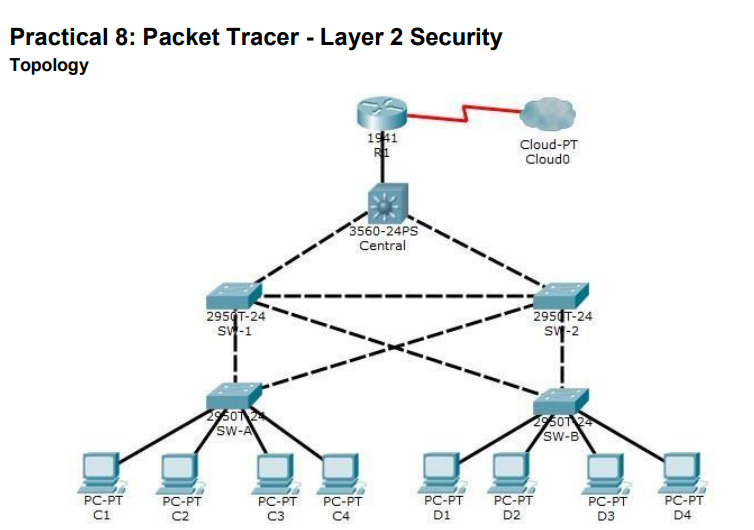 Practical 8: Packet Tracer - Layer 2 Security
Topology
1941
R1
Cloud-PT
Cloud0
3560-24PS
Central
2950T-24
SW-1
2950T-24
SW-2
2950T-24
SW-A
2950T-24
SW-B
PC-PT
C1
PC-PT
C2
PC-PT
C3
PC-PT
C4
PC-PT
D1
PC-PT
D2
PC-PT
D3
PC-PT
D4